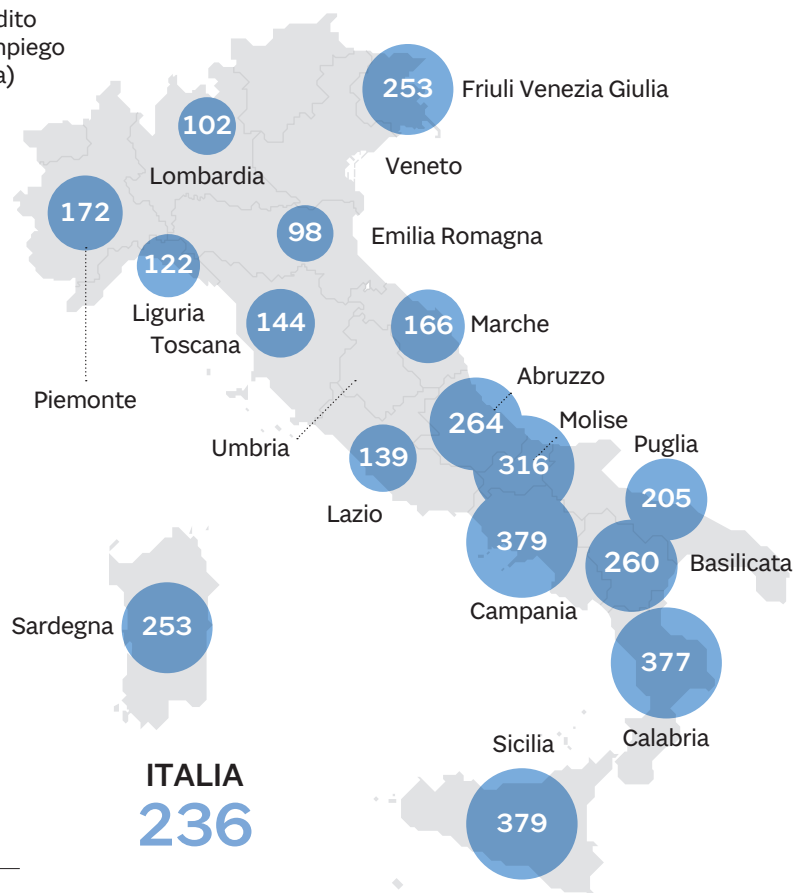 253
Friuli Venezia Giulia
102
Lombardia
Veneto
172
98
Emilia Romagna
122
Liguria
144
Toscana
166
Marche
Piemonte
Abruzzo
264
Molise
316
Umbria
139
Lazio
Puglia
205
379
Campania
260
Basilicata
Sardegna
253
377
Calabria
Sicilia
379
ITALIA
236